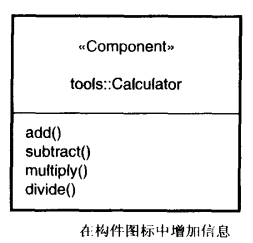 «Component»
tools::Calculator
add()
subtract()
multiply()
divide()
在构件图标中增加信息